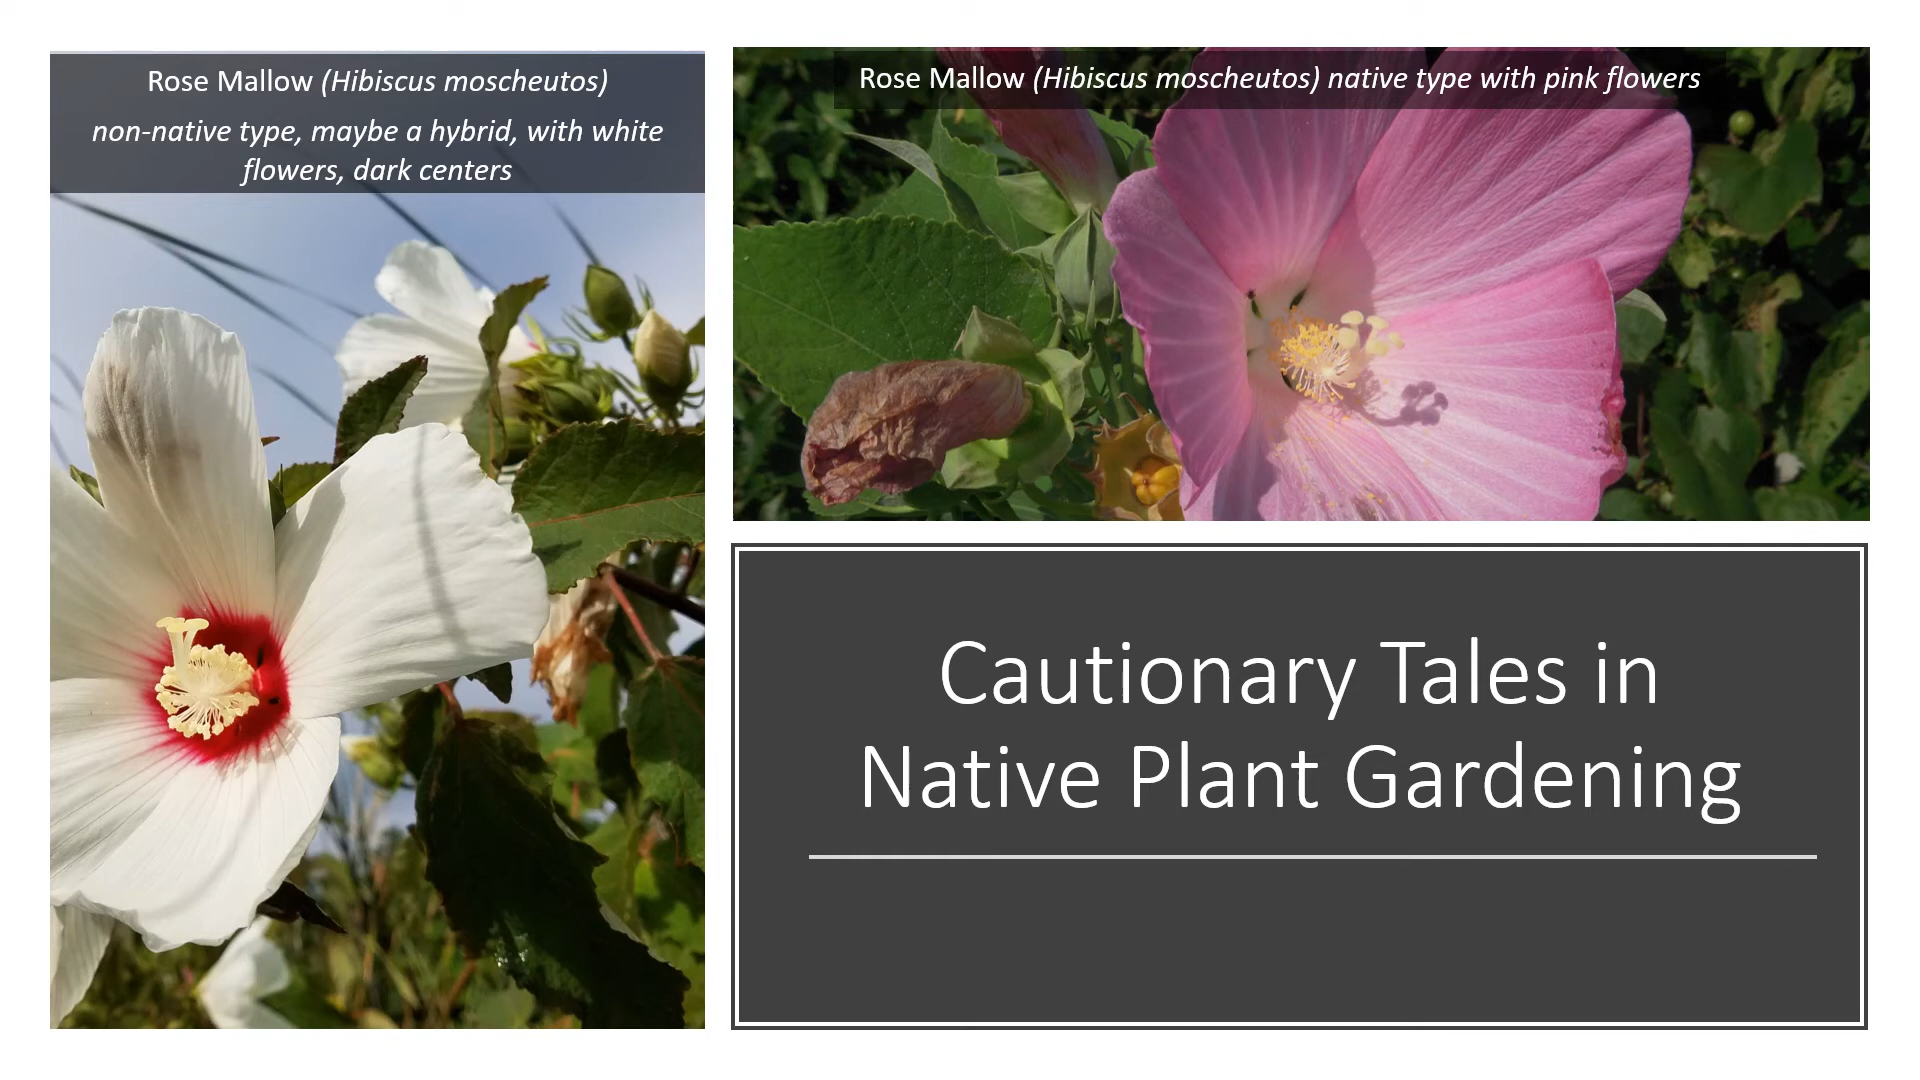 Rose Mallow (Hibiscus moscheutos)
non-native type, maybe a hybrid, with white
flowers, dark centers
Rose Mallow (Hibiscus moscheutos) native type with pink flowers
Cautionary Tales in
Native Plant Gardening